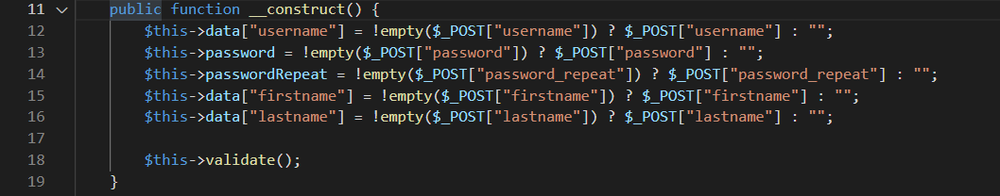 11 public function __construct() {
12 $this->data["username"] = !empty($_POST["username"]) ? $_POST["username"] : "";
13 $this->password = !empty($_POST["password"]) ? $_POST["password"] : "";
14 $this->passwordRepeat = !empty($_POST["password_repeat"]) ? $_POST["password_repeat"] : "";
15 $this->data["firstname"] = !empty($_POST["firstname"]) ? $_POST["firstname"] : "";
16 $this->data["lastname"] = !empty($_POST["lastname"]) ? $_POST["lastname"] : "";
17
18 $this->validate();
19 }